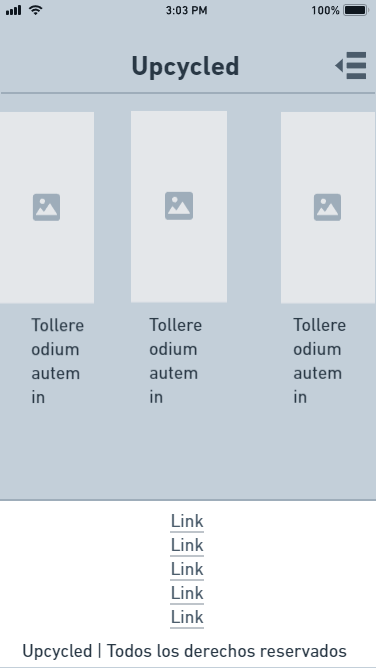 3:03 PM 100%
Upcycled
Tollere odium autem in
Tollere odium autem in
Tollere odium autem in
Link
Link
Link
Link
Link
Upcycled | Todos los derechos reservados